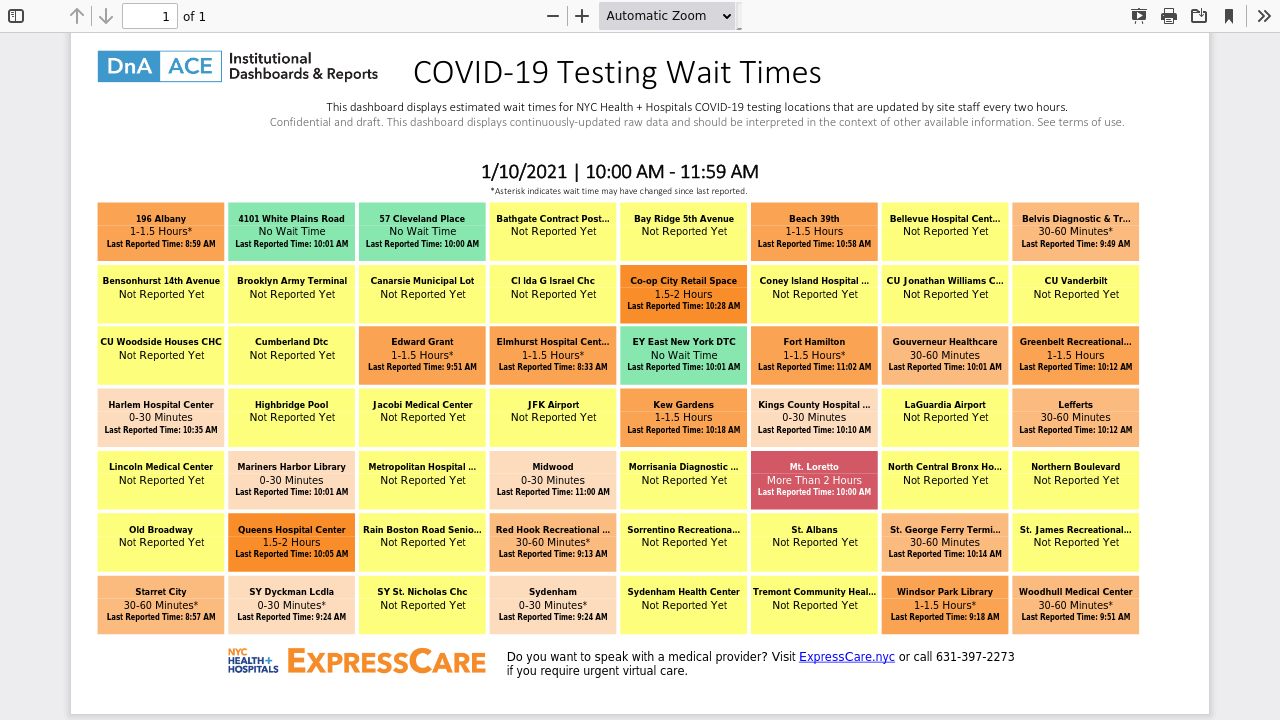 1 of 1 Automatic Zoom
DnA ACE Institutional Dashboards & Reports
COVID-19 Testing Wait Times
This dashboard displays estimated wait times for NYC Health + Hospitals COVID-19 testing locations that are updated by site staff every two hours.
Confidential and draft. This dashboard displays continuously-updated raw data and should be interpreted in the context of other available information. See terms of use.
1/10/2021 | 10:00 AM - 11:59 AM
*Asterisk indicates wait time may have changed since last reported.
196 Albany
1-1.5 Hours*
Last Reported Time: 8:59 AM
4101 White Plains Road
No Wait Time
Last Reported Time: 10:01 AM
57 Cleveland Place
No Wait Time
Last Reported Time: 10:00 AM
Bathgate Contract Post...
Not Reported Yet
Bay Ridge 5th Avenue
Not Reported Yet
Beach 39th
1-1.5 Hours
Last Reported Time: 10:58 AM
Bellevue Hospital Cent...
Not Reported Yet
Belvis Diagnostic & Tr...
30-60 Minutes*
Last Reported Time: 9:49 AM
Bensonhurst 14th Avenue
Not Reported Yet
Brooklyn Army Terminal
Not Reported Yet
Canarsie Municipal Lot
Not Reported Yet
CI Ida G Israel Chc
Not Reported Yet
Co-op City Retail Space
1.5-2 Hours
Last Reported Time: 10:28 AM
Coney Island Hospital ...
Not Reported Yet
CU Jonathan Williams C...
Not Reported Yet
CU Vanderbilt
Not Reported Yet
CU Woodside Houses CHC
Not Reported Yet
Cumberland Dtc
Not Reported Yet
Edward Grant
1-1.5 Hours*
Last Reported Time: 9:51 AM
Elmhurst Hospital Cent...
1-1.5 Hours*
Last Reported Time: 8:33 AM
EY East New York DTC
No Wait Time
Last Reported Time: 10:01 AM
Fort Hamilton
1-1.5 Hours*
Last Reported Time: 11:02 AM
Gouverneur Healthcare
30-60 Minutes
Last Reported Time: 10:01 AM
Greenbelt Recreational...
1-1.5 Hours
Last Reported Time: 10:12 AM
Harlem Hospital Center
0-30 Minutes
Last Reported Time: 10:35 AM
Highbridge Pool
Not Reported Yet
Jacobi Medical Center
Not Reported Yet
JFK Airport
Not Reported Yet
Kew Gardens
1-1.5 Hours
Last Reported Time: 10:18 AM
Kings County Hospital ...
0-30 Minutes
Last Reported Time: 10:10 AM
LaGuardia Airport
Not Reported Yet
Lefferts
30-60 Minutes
Last Reported Time: 10:12 AM
Lincoln Medical Center
Not Reported Yet
Mariners Harbor Library
0-30 Minutes
Last Reported Time: 10:01 AM
Metropolitan Hospital ...
Not Reported Yet
Midwood
0-30 Minutes
Last Reported Time: 11:00 AM
Morrisania Diagnostic ...
Not Reported Yet
Mt. Loretto
More Than 2 Hours
Last Reported Time: 10:00 AM
North Central Bronx Ho...
Not Reported Yet
Northern Boulevard
Not Reported Yet
Old Broadway
Not Reported Yet
Queens Hospital Center
1.5-2 Hours
Last Reported Time: 10:05 AM
Rain Boston Road Senio...
Not Reported Yet
Red Hook Recreational ...
30-60 Minutes*
Last Reported Time: 9:13 AM
Sorrentino Recreationa...
Not Reported Yet
St. Albans
Not Reported Yet
St. George Ferry Termi...
30-60 Minutes
Last Reported Time: 10:14 AM
St. James Recreational...
Not Reported Yet
Starret City
30-60 Minutes*
Last Reported Time: 8:57 AM
SY Dyckman Lcdla
0-30 Minutes*
Last Reported Time: 9:24 AM
SY St. Nicholas Chc
Not Reported Yet
Sydenham
0-30 Minutes*
Last Reported Time: 9:24 AM
Sydenham Health Center
Not Reported Yet
Tremont Community Heal...
Not Reported Yet
Windsor Park Library
1-1.5 Hours*
Last Reported Time: 9:18 AM
Woodhull Medical Center
30-60 Minutes*
Last Reported Time: 9:51 AM
NYC
HEALTH+
HOSPITALS
EXPRESSCARE
Do you want to speak with a medical provider? Visit ExpressCare.nyc or call 631-397-2273
if you require urgent virtual care.